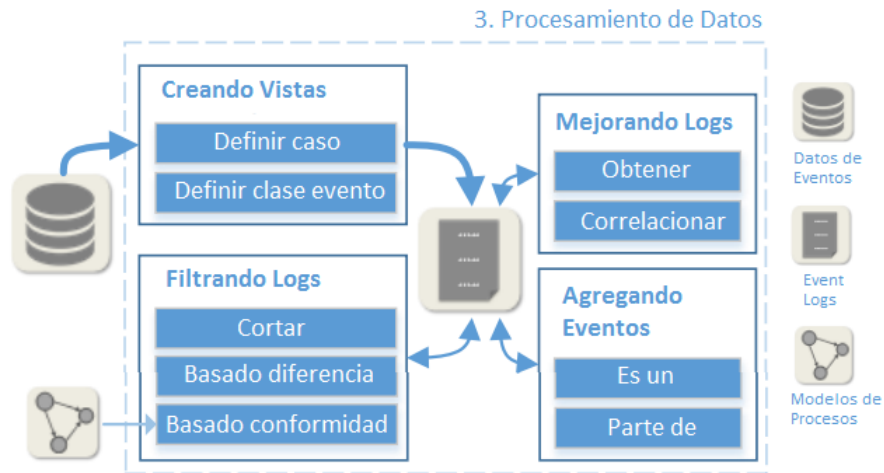 3. Procesamiento de Datos
Creando Vistas
Definir caso
Definir clase evento
Filtrando Logs
Cortar
Basado diferencia
Basado conformidad
Mejorando Logs
Obtener
Correlacionar
Agregando
Eventos
Es un
Parte de
Datos de
Eventos
Event
Logs
Modelos de
Procesos